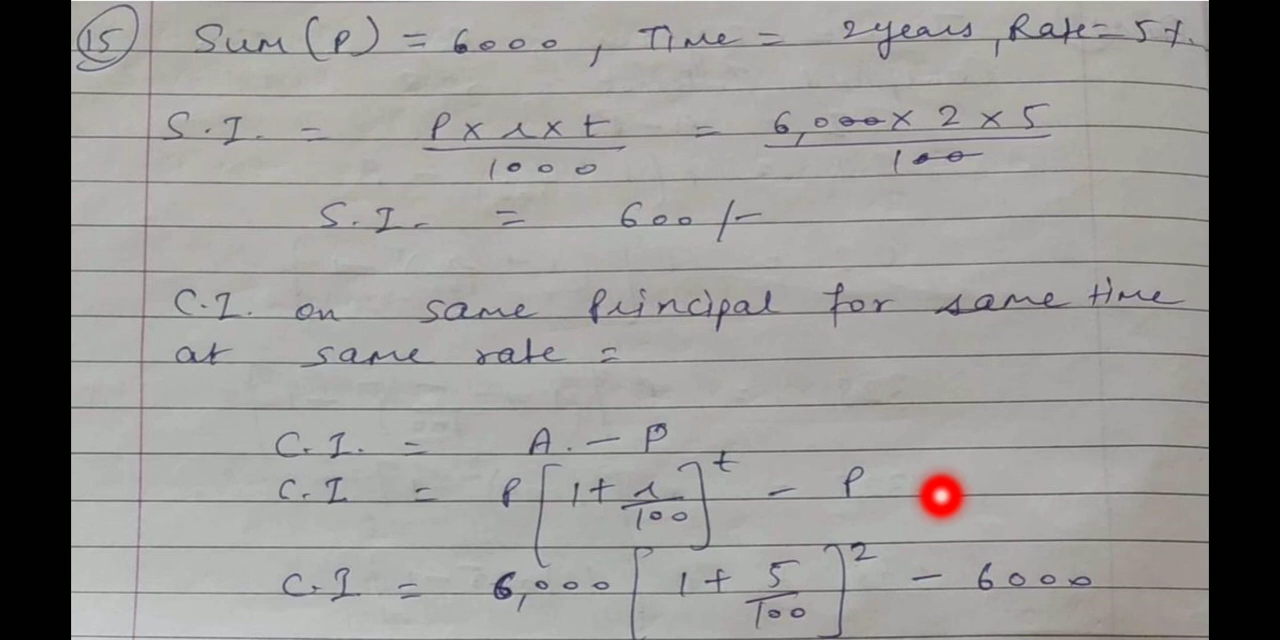 15 Sum (P) = 6000, Time = 2 years, Rate = 5%.
S.I. = P × r × t / 1000 = 6,000 × 2 × 5 / 100
S.I. = 600/-
C.I. on same Principal for same time
at same rate =
C.I. = A. - P
C.I = P [1 + r/100]^t - P
C.I = 6,000 [1 + 5/100]^2 - 6000